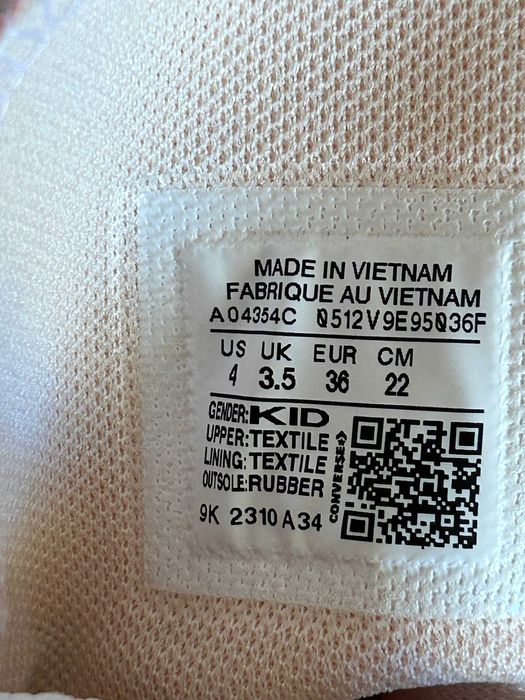 MADE IN VIETNAM
FABRIQUE AU VIETNAM
A04354C 0512V9E95036F
US UK EUR CM
4 3.5 36 22
GENDER:KID
UPPER:TEXTILE
LINING:TEXTILE
OUTSOLE:RUBBER
CONVERSE
9K 2310A34